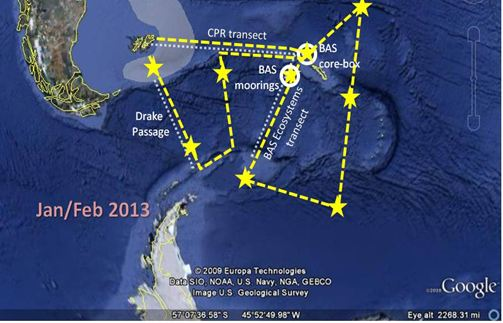 CPR transect
BAS
core-box
BAS
moorings
Drake
Passage
BAS Ecosystems
transect
Jan/Feb 2013
© 2009 Europa Technologies
Data SIO, NOAA, U.S. Navy, NGA, GEBCO
Image U.S. Geological Survey
©2009 Google
57°07'36.58" S 45°52'49.98" W
Eye alt 2268.31 mi